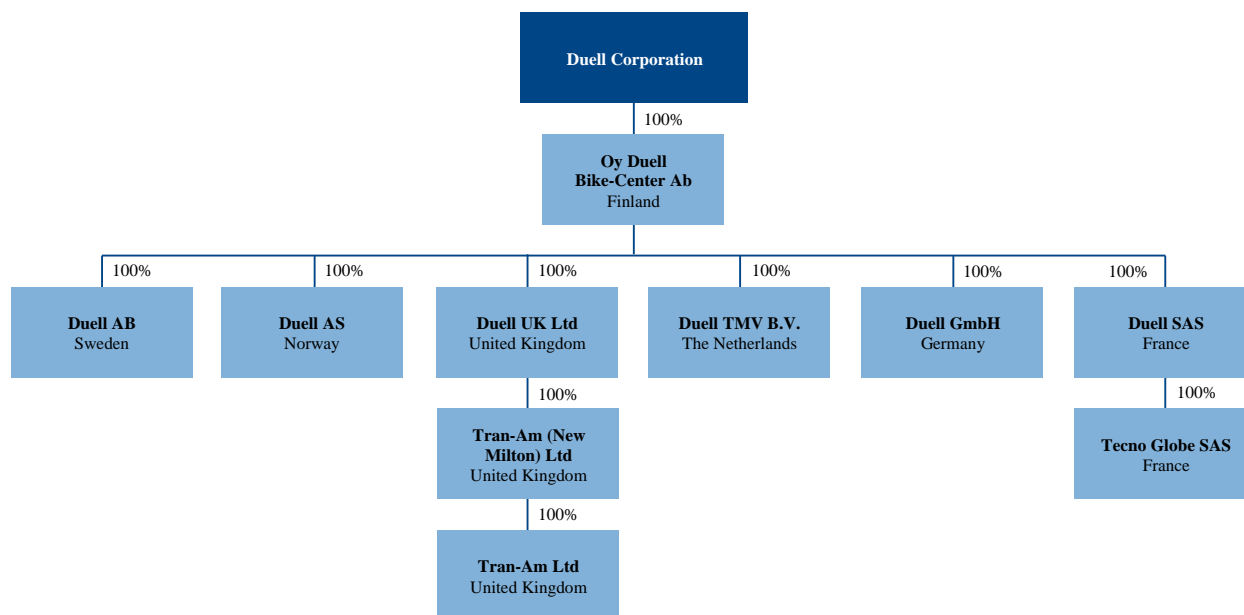 Duell Corporation
100%
Oy Duell
Bike-Center Ab
Finland
100%
100%
100%
100%
100%
100%
Duell AB
Sweden
Duell AS
Norway
Duell UK Ltd
United Kingdom
Duell TMV B.V.
The Netherlands
Duell GmbH
Germany
Duell SAS
France
100%
100%
Tran-Am (New
Milton) Ltd
United Kingdom
Tecno Globe SAS
France
100%
Tran-Am Ltd
United Kingdom